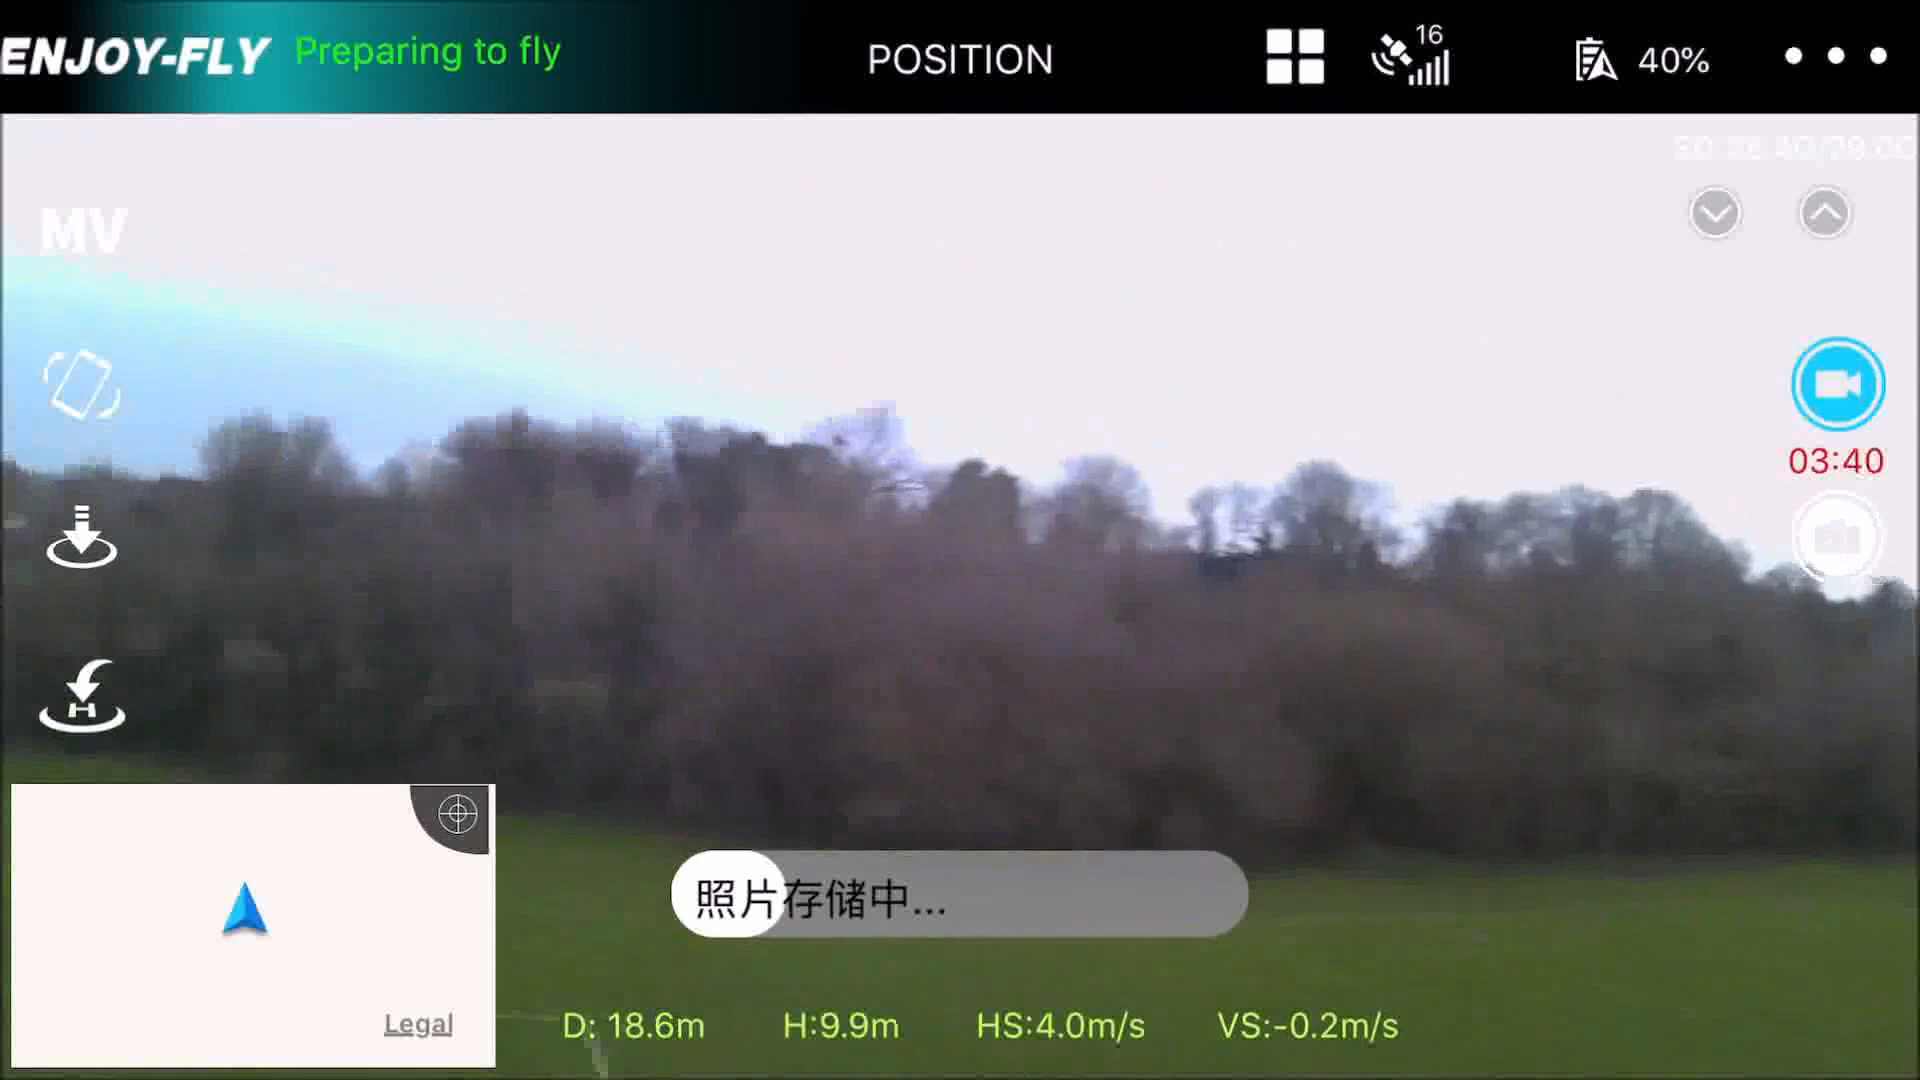 ENJOY-FLY
Preparing to fly
POSITION
16
40%
MV
03:40
H
照片存储中...
Legal
D: 18.6m
H:9.9m
HS:4.0m/s
VS:-0.2m/s